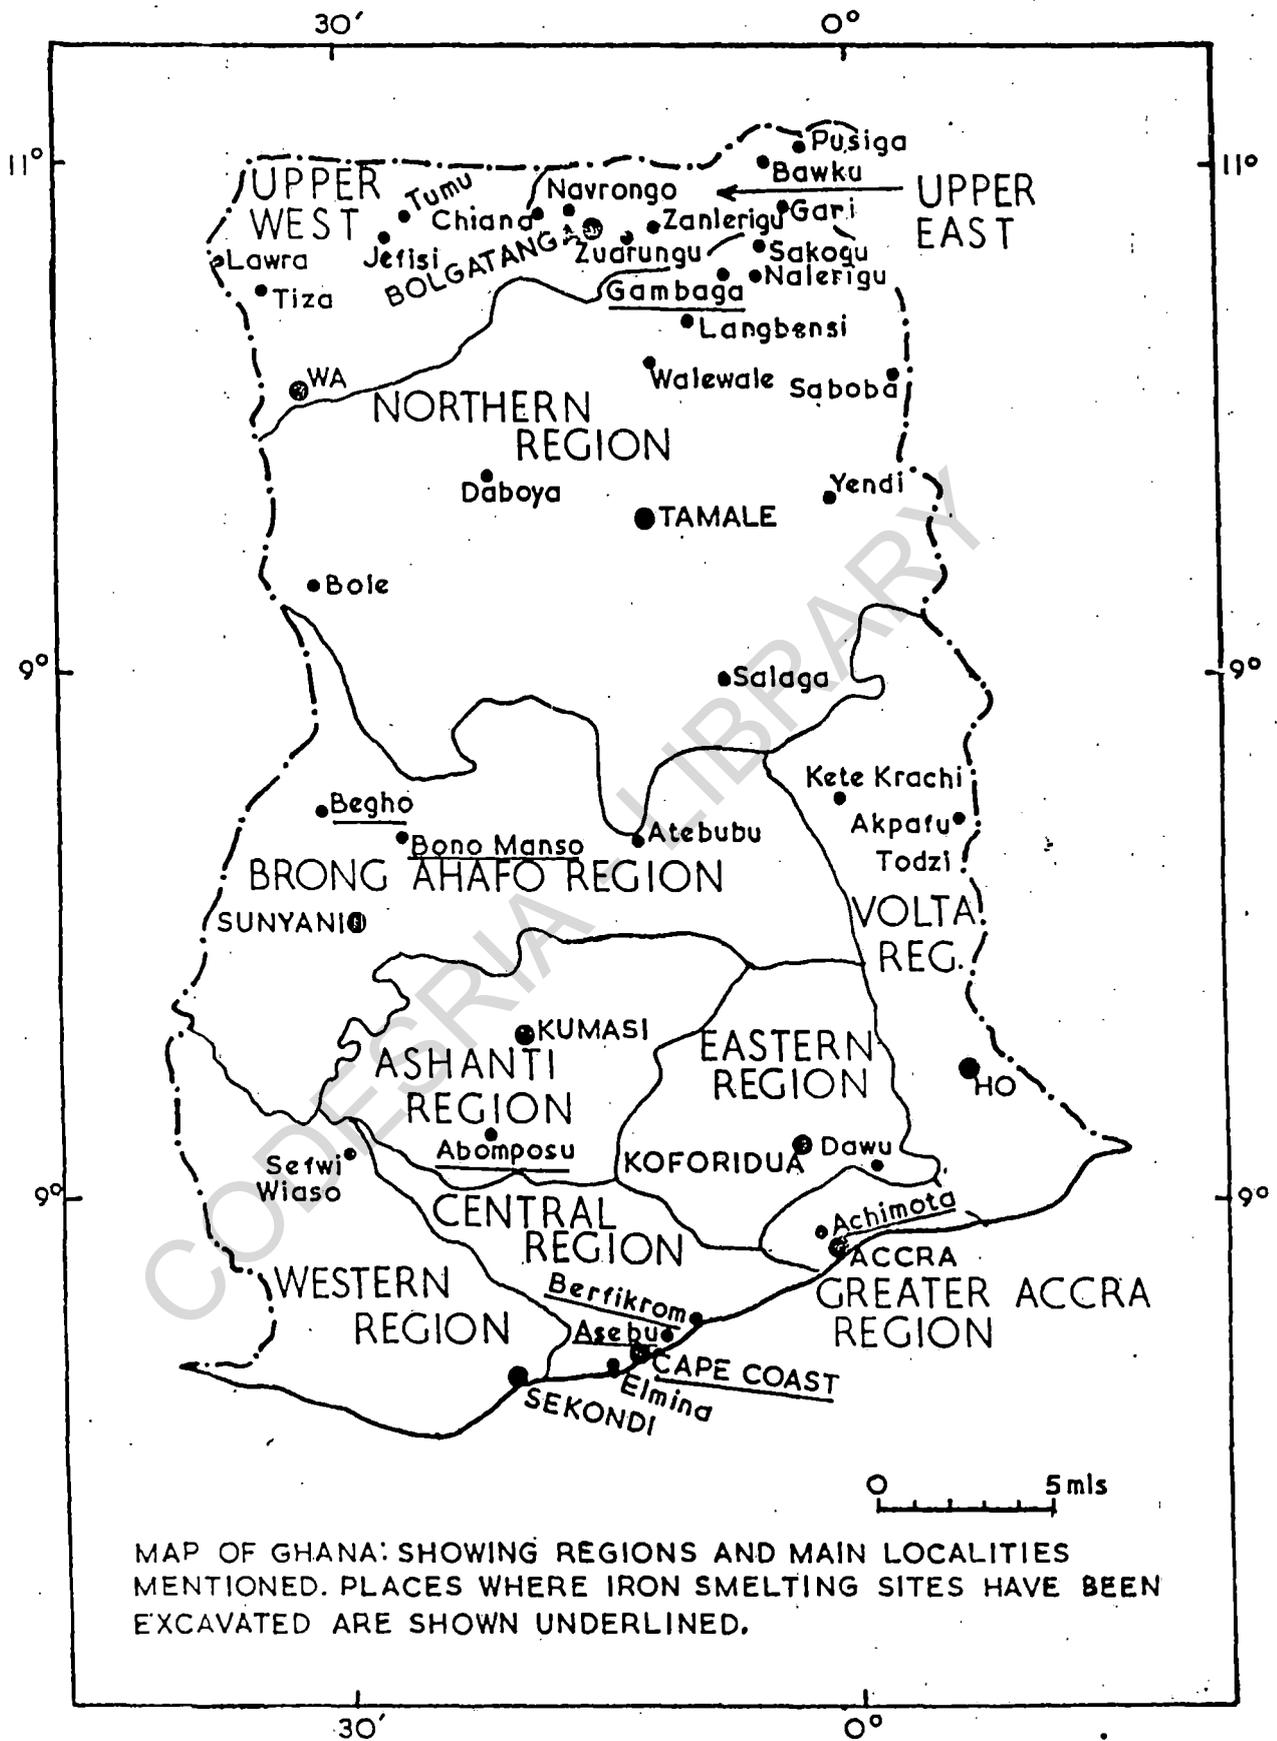 30′ 0°
11° 11°
Pusiga
Bawku
UPPER
WEST
Tumu
Navrongo
UPPER
EAST
Chiana
Zanlerigu
Gari
Lawra
Jefisi
BOLGATANGA
Zuarungu
Sakogu
Nalerigu
Tiza
Gambaga
Langbensi
WA
Walewale
Saboba
NORTHERN
REGION
Daboya
Yendi
TAMALE
Bole
9° 9°
Salaga
Kete Krachi
Begho
Akpafu
Todzi
Bono Manso
Atebubu
BRONG AHAFO REGION
SUNYANI
VOLTA
REG.
KUMASI
ASHANTI
REGION
EASTERN
REGION
HO
Abomposu
KOFORIDUA
Dawu
Sefwi
Wiaso
9° 9°
CENTRAL
REGION
Achimota
ACCRA
WESTERN
REGION
GREATER ACCRA
REGION
Berfikrom
Asebu
CAPE COAST
Elmina
SEKONDI
0 5mls
MAP OF GHANA: SHOWING REGIONS AND MAIN LOCALITIES
MENTIONED. PLACES WHERE IRON SMELTING SITES HAVE BEEN
EXCAVATED ARE SHOWN UNDERLINED.
30′ 0°
CODESRIA - LIBRARY